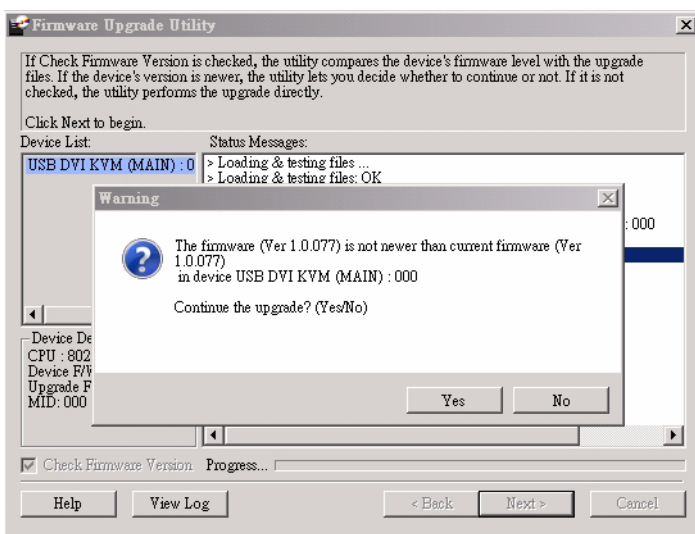 Firmware Upgrade Utility
If Check Firmware Version is checked, the utility compares the device's firmware level with the upgrade
files. If the device's version is newer, the utility lets you decide whether to continue or not. If it is not
checked, the utility performs the upgrade directly.
Click Next to begin.
Device List:
Status Messages:
USB DVI KVM (MAIN) : 0
> Loading & testing files ...
> Loading & testing files: OK
: 000
Warning
The firmware (Ver 1.0.077) is not newer than current firmware (Ver
1.0.077)
in device USB DVI KVM (MAIN) : 000
Continue the upgrade? (Yes/No)
Yes
No
Device De
CPU : 802
Device F/W
Upgrade F
MID: 000
Check Firmware Version
Progress...
Help
View Log
< Back
Next >
Cancel